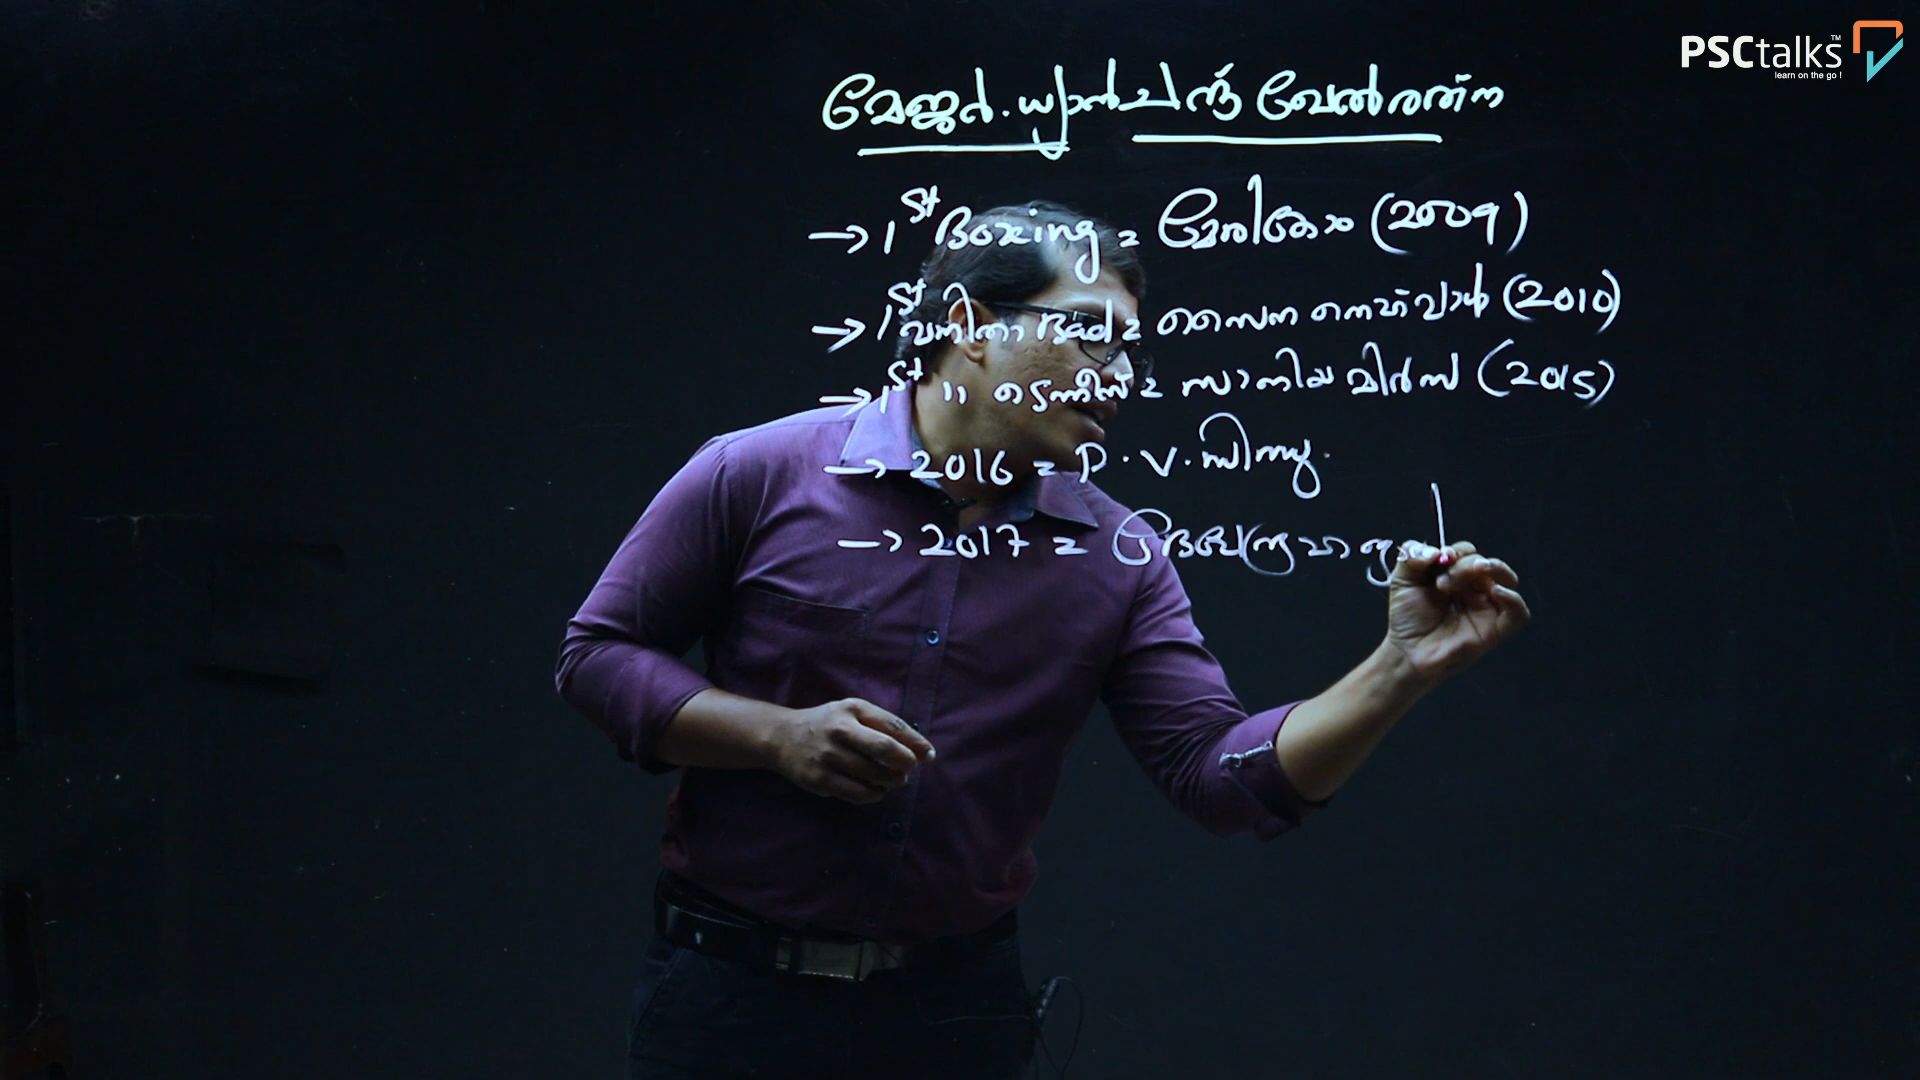 PSCtalks™
learn on the go !
മേജർ. ധ്യാൻചന്ദ് ഖേൽരത്ന
→ 1st Boxing = മേരികോം (2009)
→ 1st വനിതാ Bad = സൈന നെഹ്‌വാൾ (2010)
→ 1st " ടെന്നീസ് = സാനിയ മിർസ (2015)
→ 2016 = P.V. സിന്ധു.
→ 2017 = ദേവേന്ദ്ര